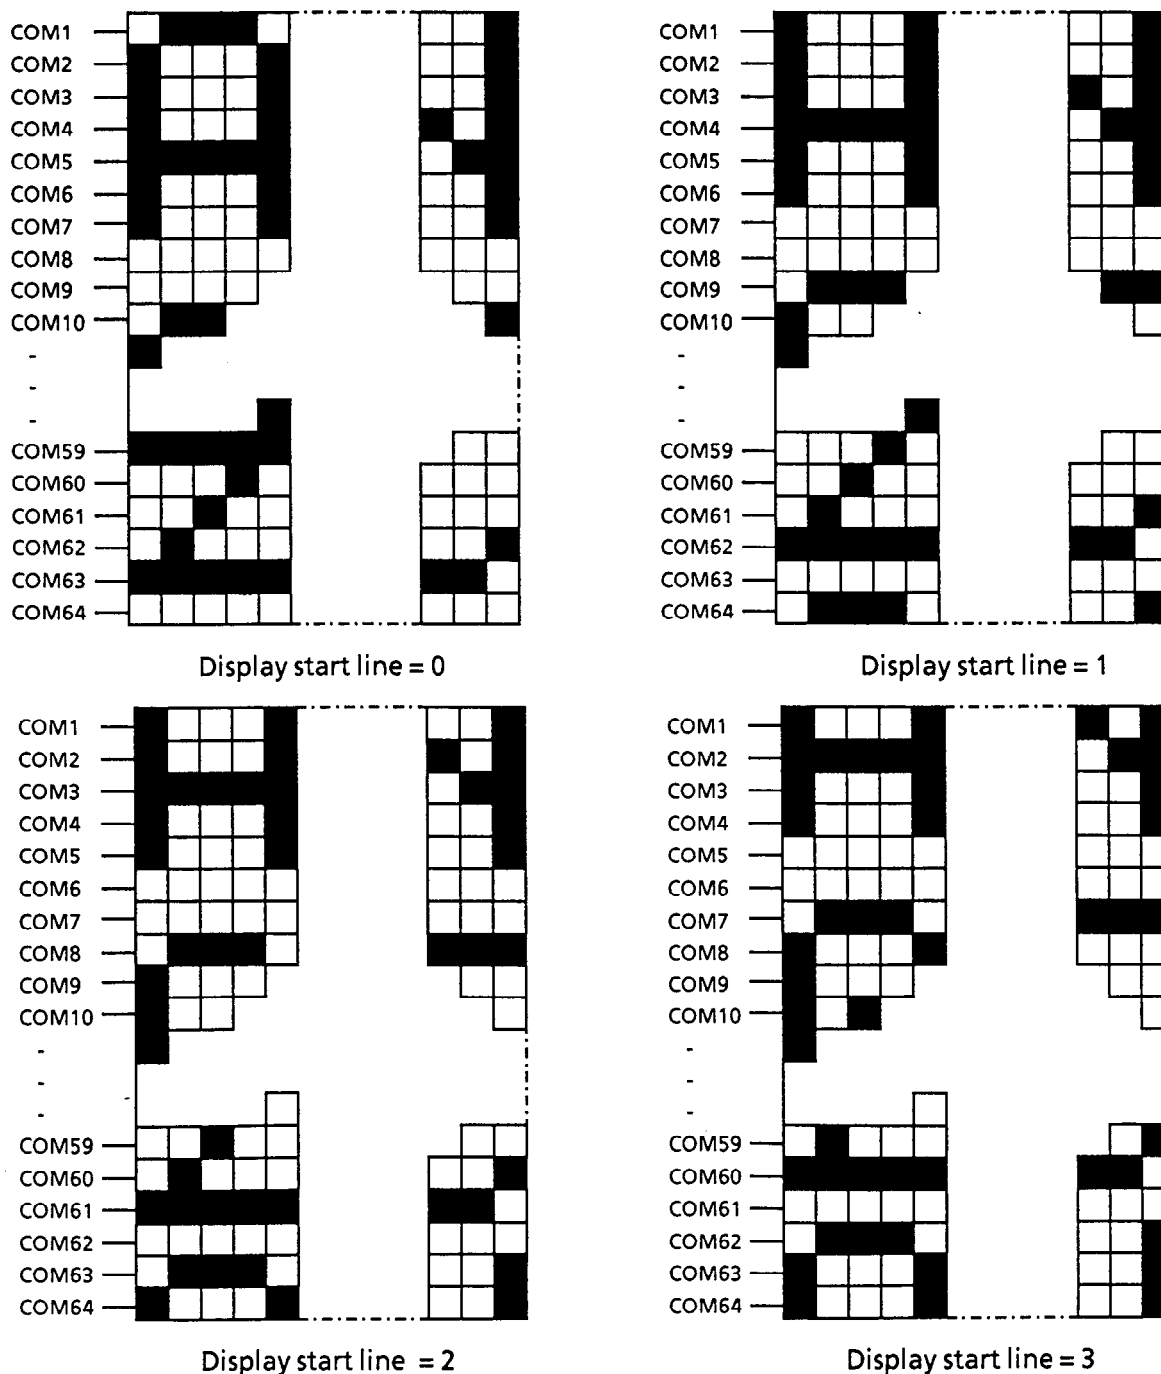 COM1
COM2
COM3
COM4
COM5
COM6
COM7
COM8
COM9
COM10
-
-
-
COM59
COM60
COM61
COM62
COM63
COM64
Display start line = 0
COM1
COM2
COM3
COM4
COM5
COM6
COM7
COM8
COM9
COM10
-
-
-
COM59
COM60
COM61
COM62
COM63
COM64
Display start line = 1
COM1
COM2
COM3
COM4
COM5
COM6
COM7
COM8
COM9
COM10
-
-
-
COM59
COM60
COM61
COM62
COM63
COM64
Display start line = 2
COM1
COM2
COM3
COM4
COM5
COM6
COM7
COM8
COM9
COM10
-
-
-
COM59
COM60
COM61
COM62
COM63
COM64
Display start line = 3